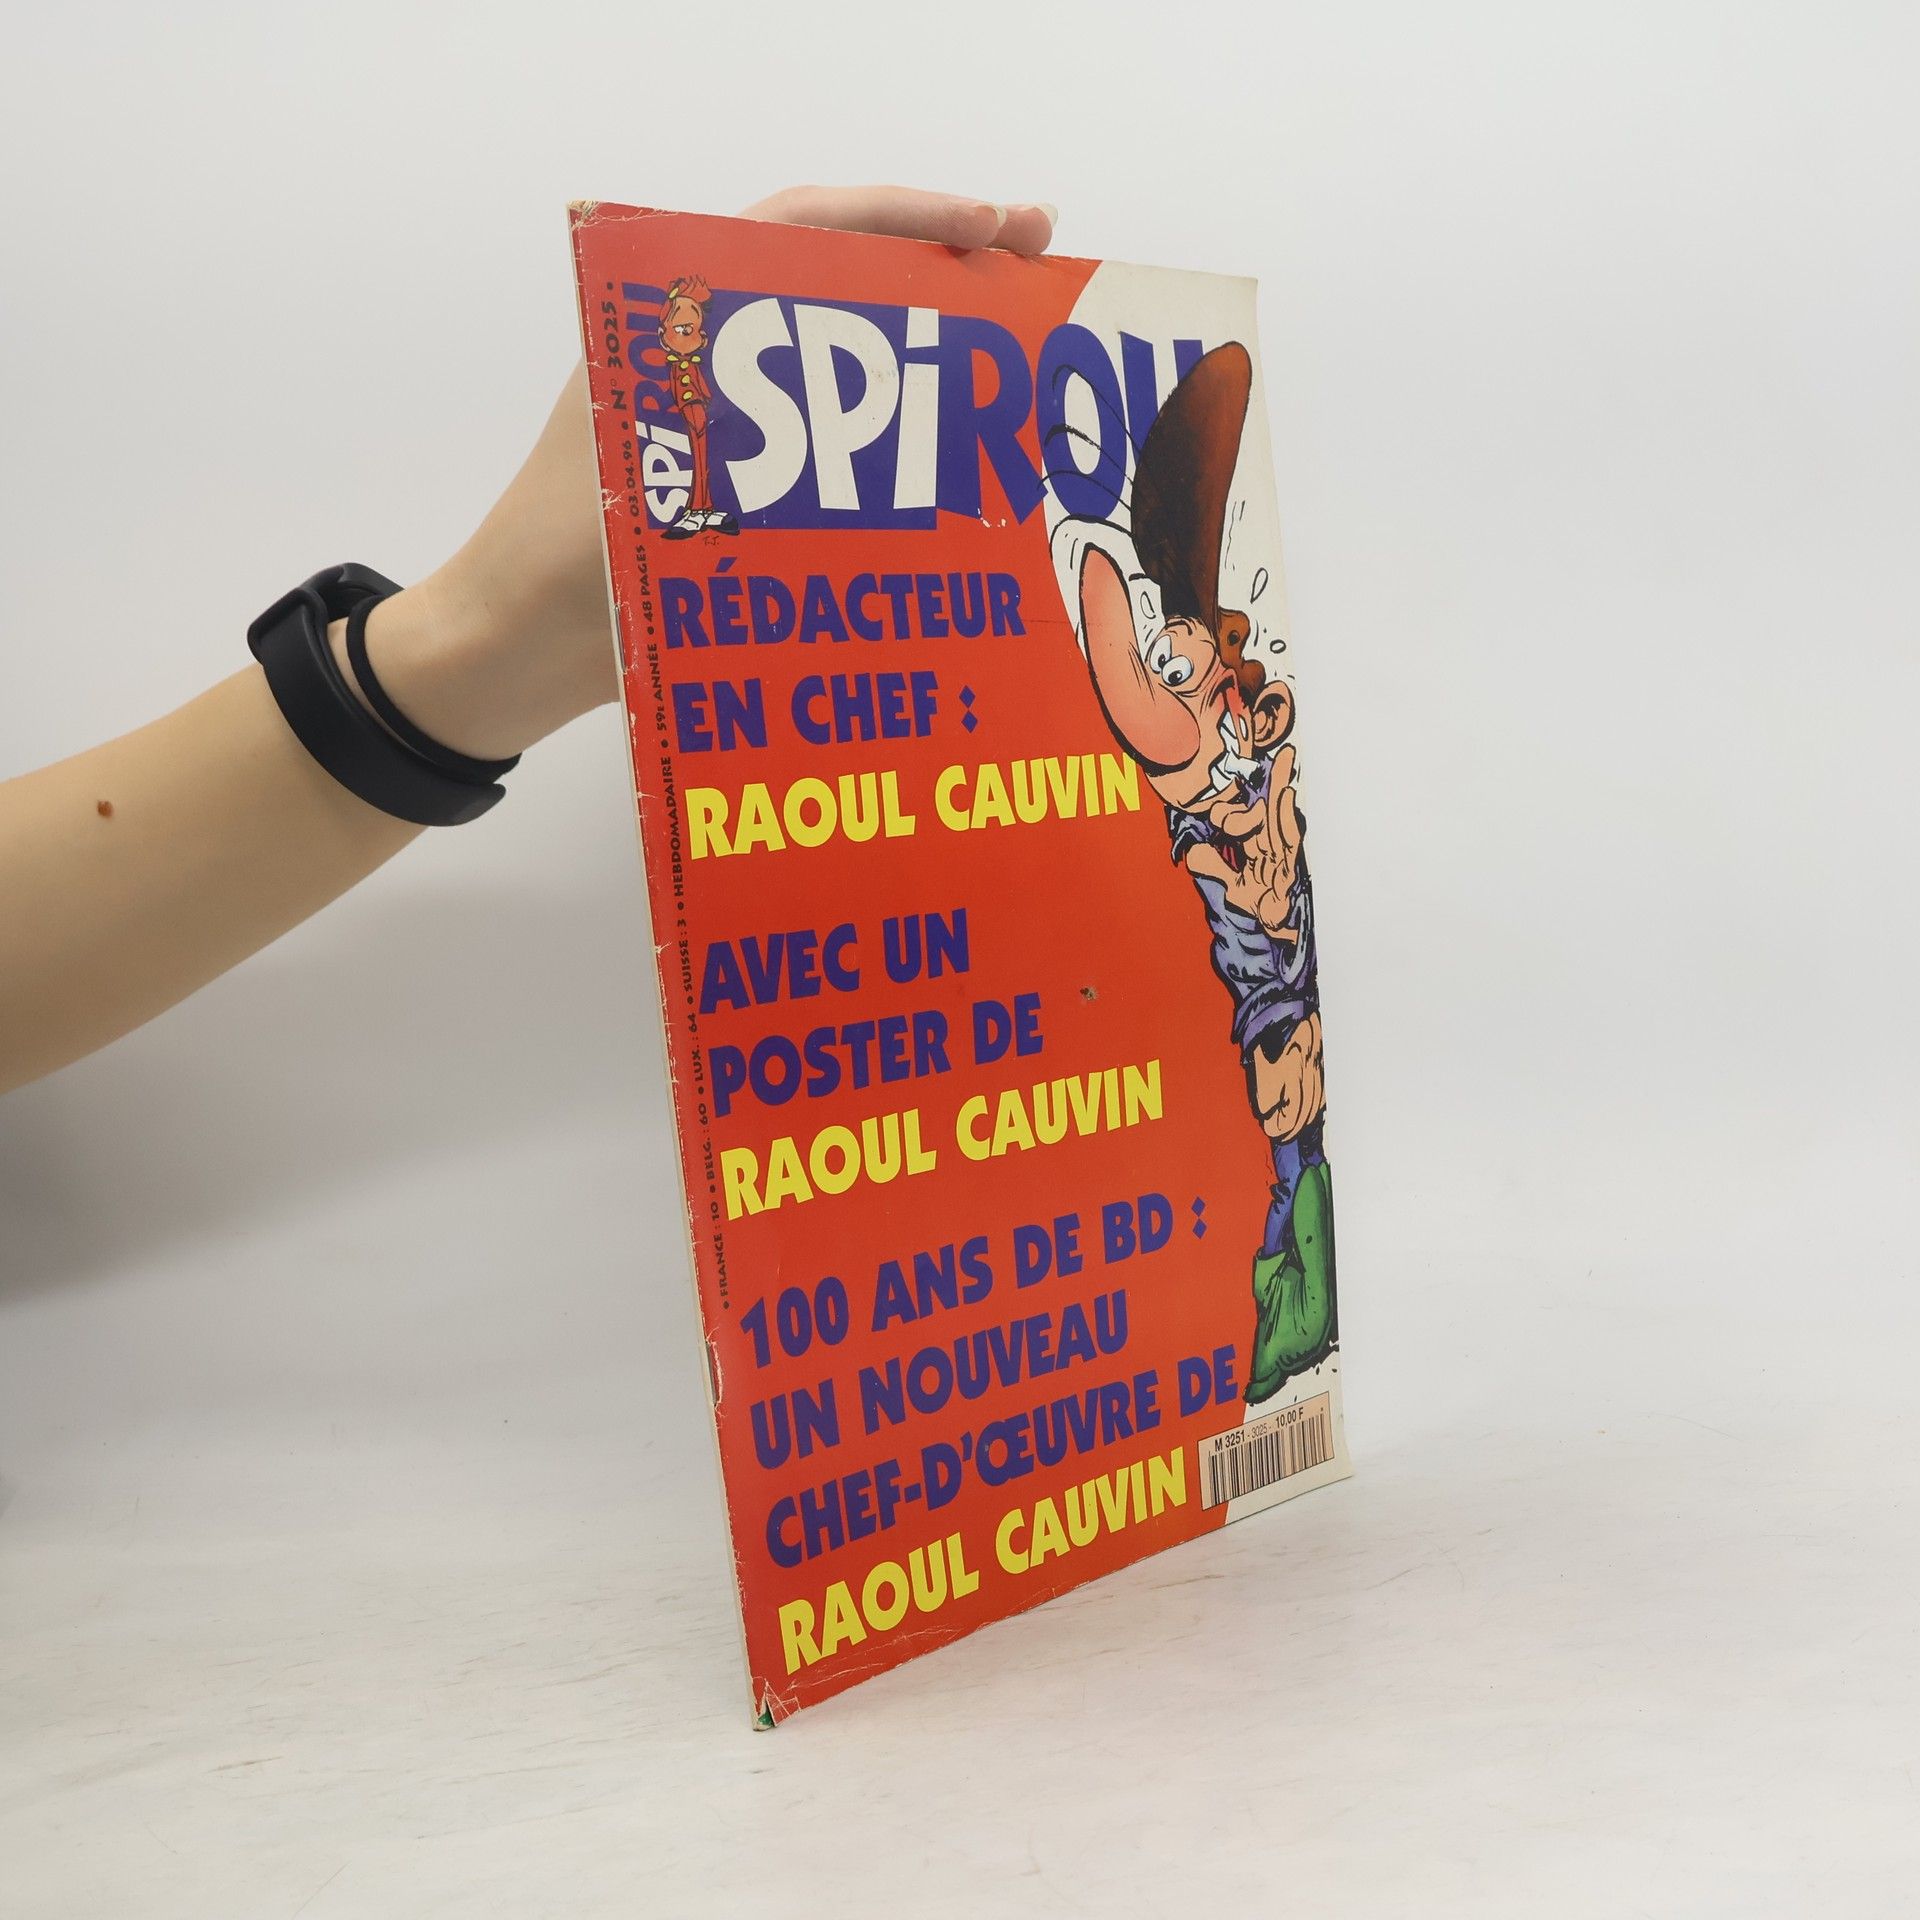 • FRANCE : 10 • BELG. : 60 • LUX. : 64 • SUISSE : 3 • HEBDOMADAIRE • 59E ANNÉE • 48 PAGES • 03.04.96 • N° 3025 •
SPiROU
SPiROU
T.J.
RÉDACTEUR
EN CHEF :
RAOUL CAUVIN
AVEC UN
POSTER DE
RAOUL CAUVIN
100 ANS DE BD :
UN NOUVEAU
CHEF-D'ŒUVRE DE
RAOUL CAUVIN
M 3251 - 3025 - 10,00 F